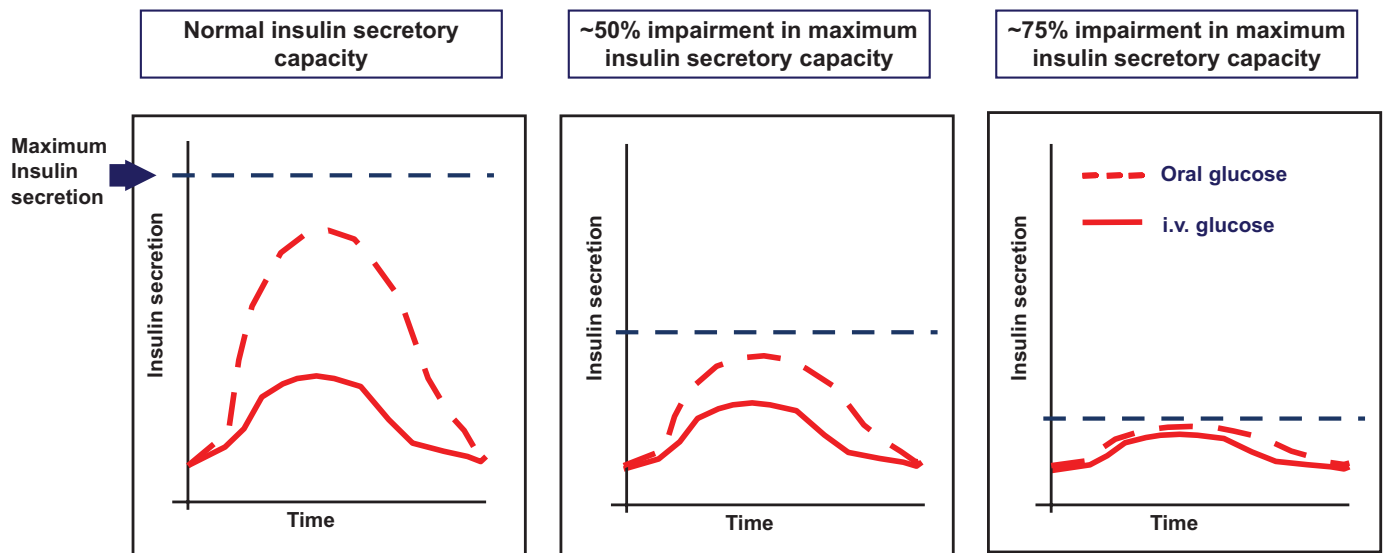 Normal insulin secretory
capacity
~50% impairment in maximum
insulin secretory capacity
~75% impairment in maximum
insulin secretory capacity
Maximum
Insulin
secretion
Insulin secretion
Time
Insulin secretion
Time
Insulin secretion
Oral glucose
i.v. glucose
Time